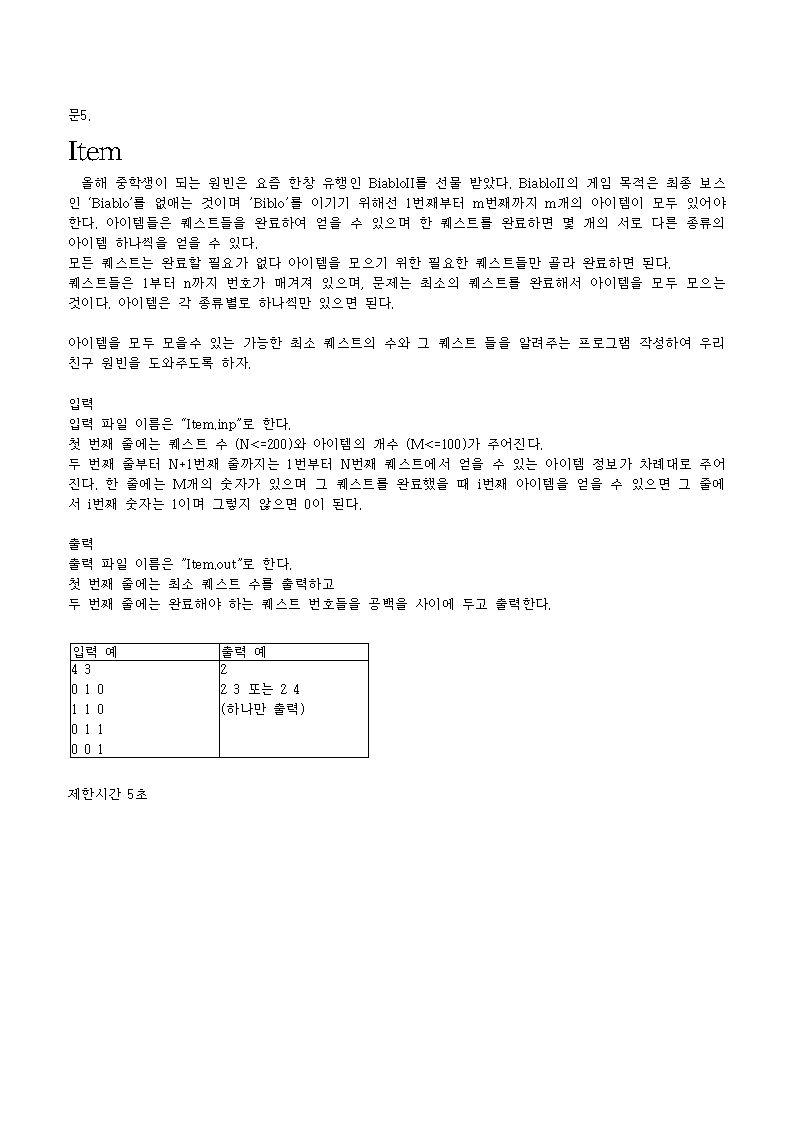 문5.
Item
올해 중학생이 되는 원빈은 요즘 한창 유행인 BiabloII를 선물 받았다. BiabloII의 게임 목적은 최종 보스
인 ‘Biablo’를 없애는 것이며 ‘Biblo’를 이기기 위해선 1번째부터 m번째까지 m개의 아이템이 모두 있어야
한다. 아이템들은 퀘스트들을 완료하여 얻을 수 있으며 한 퀘스트를 완료하면 몇 개의 서로 다른 종류의
아이템 하나씩을 얻을 수 있다.
모든 퀘스트는 완료할 필요가 없다 아이템을 모으기 위한 필요한 퀘스트들만 골라 완료하면 된다.
퀘스트들은 1부터 n까지 번호가 매겨져 있으며, 문제는 최소의 퀘스트를 완료해서 아이템을 모두 모으는
것이다. 아이템은 각 종류별로 하나씩만 있으면 된다.
아이템을 모두 모을수 있는 가능한 최소 퀘스트의 수와 그 퀘스트 들을 알려주는 프로그램 작성하여 우리
친구 원빈을 도와주도록 하자.
입력
입력 파일 이름은 “Item.inp”로 한다.
첫 번째 줄에는 퀘스트 수 (N<=200)와 아이템의 개수 (M<=100)가 주어진다.
두 번째 줄부터 N+1번째 줄까지는 1번부터 N번째 퀘스트에서 얻을 수 있는 아이템 정보가 차례대로 주어
진다. 한 줄에는 M개의 숫자가 있으며 그 퀘스트를 완료했을 때 i번째 아이템을 얻을 수 있으면 그 줄에
서 i번째 숫자는 1이며 그렇지 않으면 0이 된다.
출력
출력 파일 이름은 "Item.out"로 한다.
첫 번째 줄에는 최소 퀘스트 수를 출력하고
두 번째 줄에는 완료해야 하는 퀘스트 번호들을 공백을 사이에 두고 출력한다.
입력 예 출력 예
4 3 2
0 1 0 2 3 또는 2 4
1 1 0 (하나만 출력)
0 1 1
0 0 1
제한시간 5초